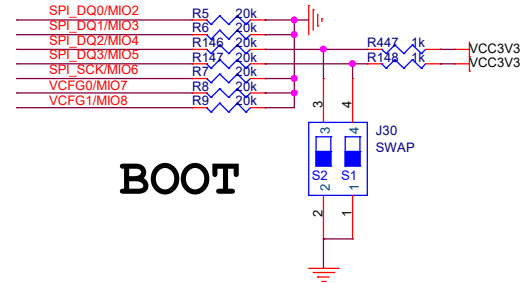 SPI_DQ0/MIO2 R5 20k
SPI_DQ1/MIO3 R6 20k
SPI_DQ2/MIO4 R146 20k R447 1k VCC3V3
SPI_DQ3/MIO5 R147 20k R148 1k VCC3V3
SPI_SCK/MIO6 R7 20k
VCFG0/MIO7 R8 20k
VCFG1/MIO8 R9 20k
3 4
3 4 J30
SWAP
S2 S1
2 1
2 1
BOOT